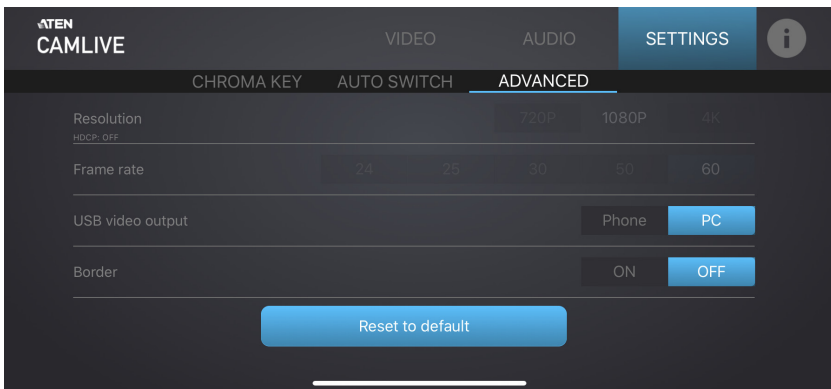 ATEN
CAMLIVE
VIDEO AUDIO SETTINGS i
CHROMA KEY AUTO SWITCH ADVANCED
Resolution 720P 1080P 4K
HDCP: OFF
Frame rate 24 25 30 50 60
USB video output Phone PC
Border ON OFF
Reset to default